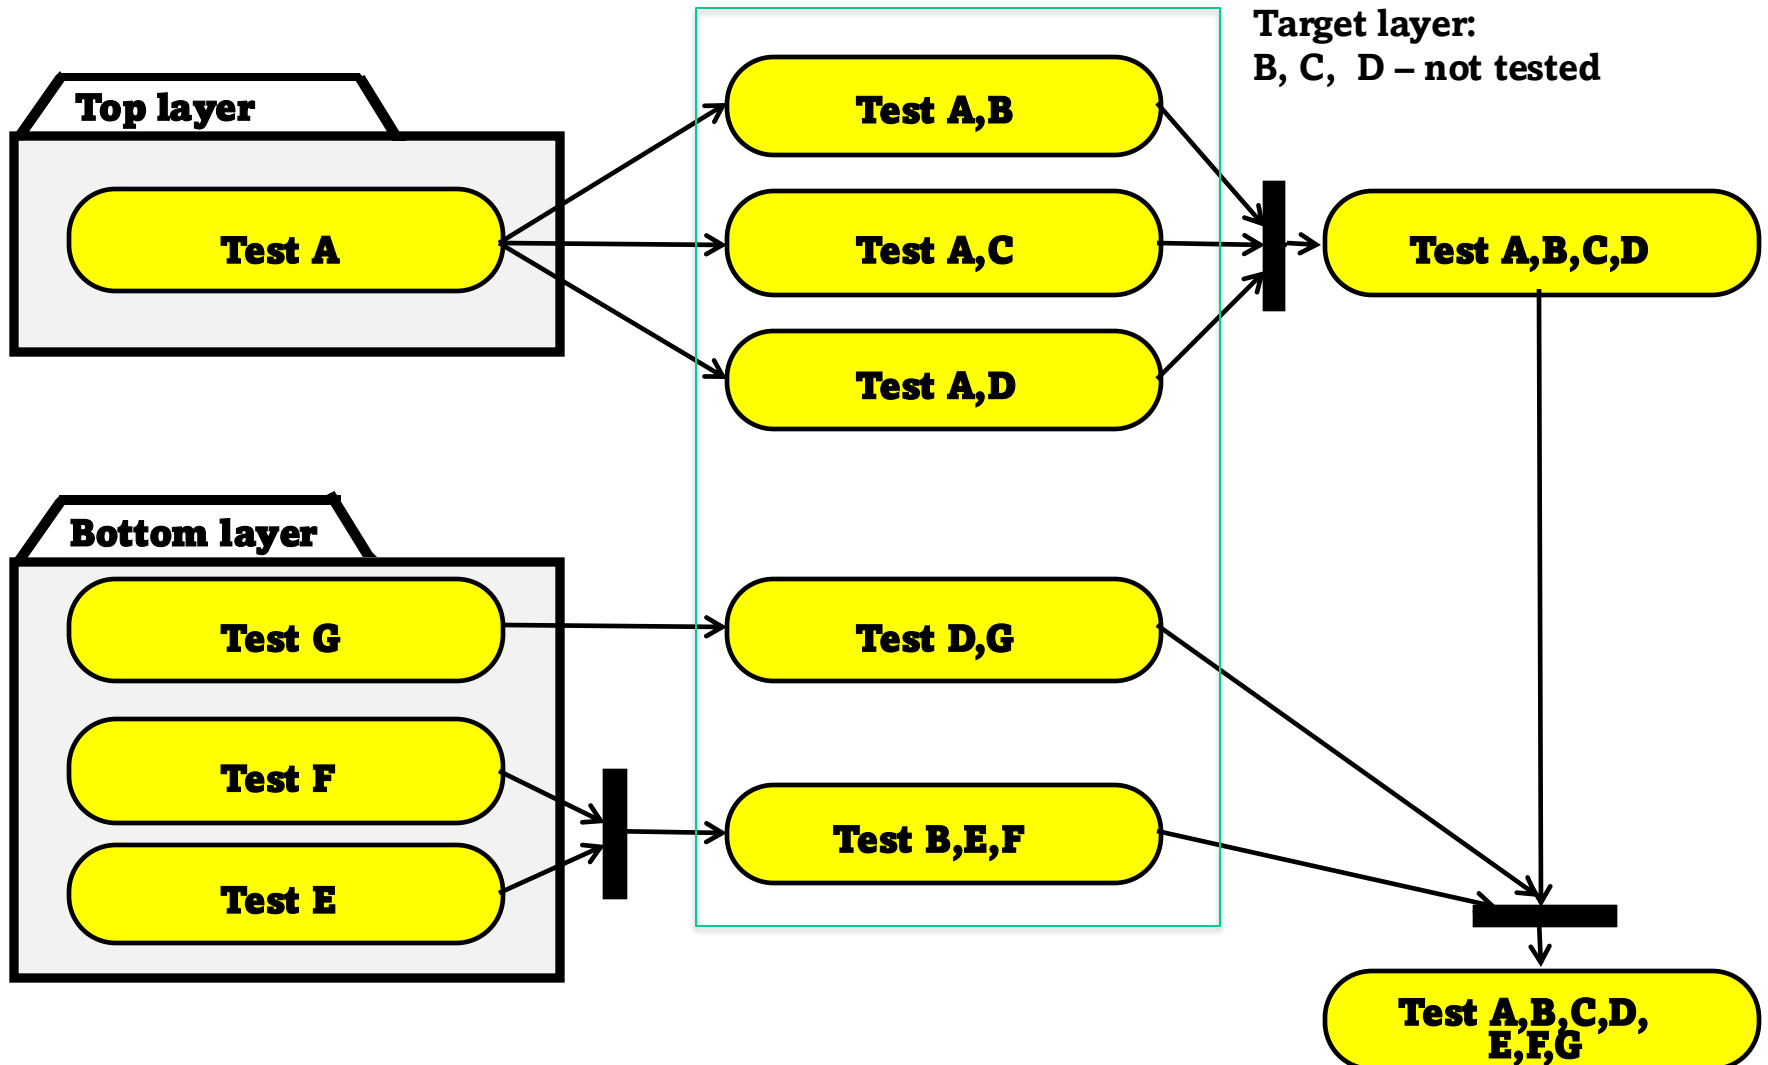 Target layer:
B, C, D – not tested
Top layer
Test A
Test A,B
Test A,C
Test A,D
Test A,B,C,D
Bottom layer
Test G
Test F
Test E
Test D,G
Test B,E,F
Test A,B,C,D,
E,F,G